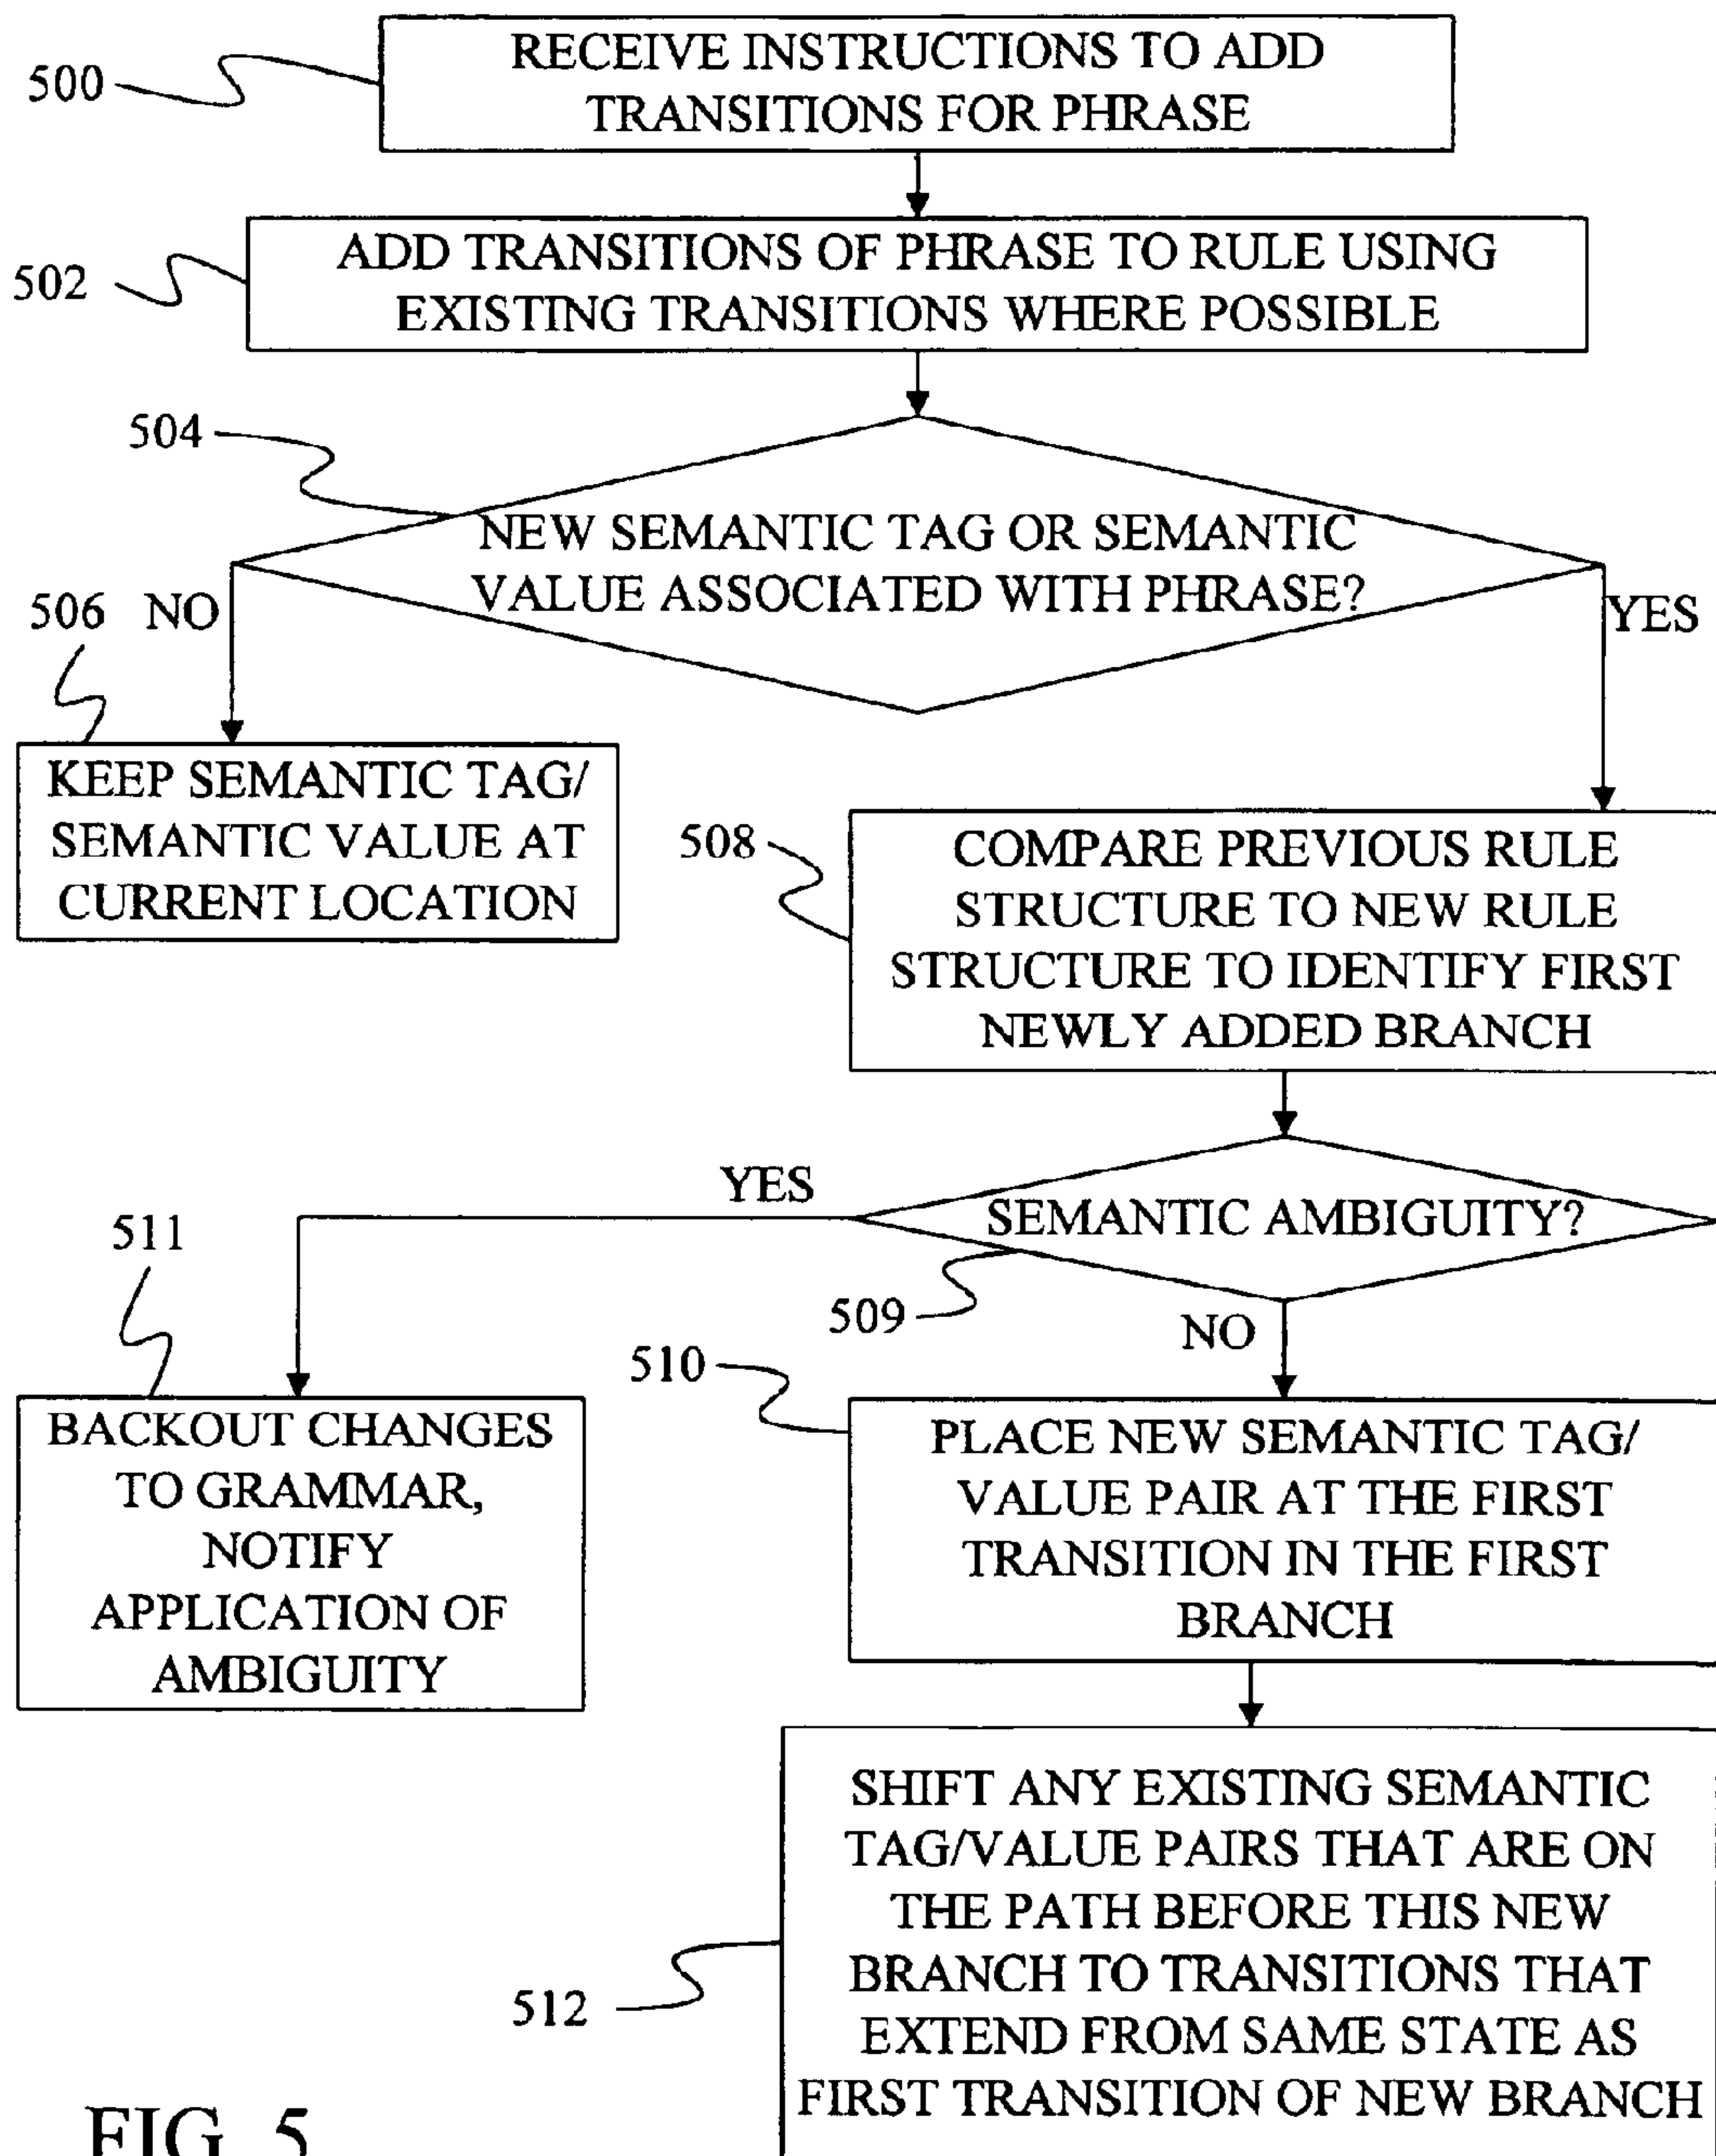 500
RECEIVE INSTRUCTIONS TO ADD
TRANSITIONS FOR PHRASE
502
ADD TRANSITIONS OF PHRASE TO RULE USING
EXISTING TRANSITIONS WHERE POSSIBLE
504
NEW SEMANTIC TAG OR SEMANTIC
VALUE ASSOCIATED WITH PHRASE?
506 NO
YES
KEEP SEMANTIC TAG/
SEMANTIC VALUE AT
CURRENT LOCATION
508
COMPARE PREVIOUS RULE
STRUCTURE TO NEW RULE
STRUCTURE TO IDENTIFY FIRST
NEWLY ADDED BRANCH
YES
SEMANTIC AMBIGUITY?
509
NO
511
BACKOUT CHANGES
TO GRAMMAR,
NOTIFY
APPLICATION OF
AMBIGUITY
510
PLACE NEW SEMANTIC TAG/
VALUE PAIR AT THE FIRST
TRANSITION IN THE FIRST
BRANCH
512
SHIFT ANY EXISTING SEMANTIC
TAG/VALUE PAIRS THAT ARE ON
THE PATH BEFORE THIS NEW
BRANCH TO TRANSITIONS THAT
EXTEND FROM SAME STATE AS
FIRST TRANSITION OF NEW BRANCH
FIG. 5